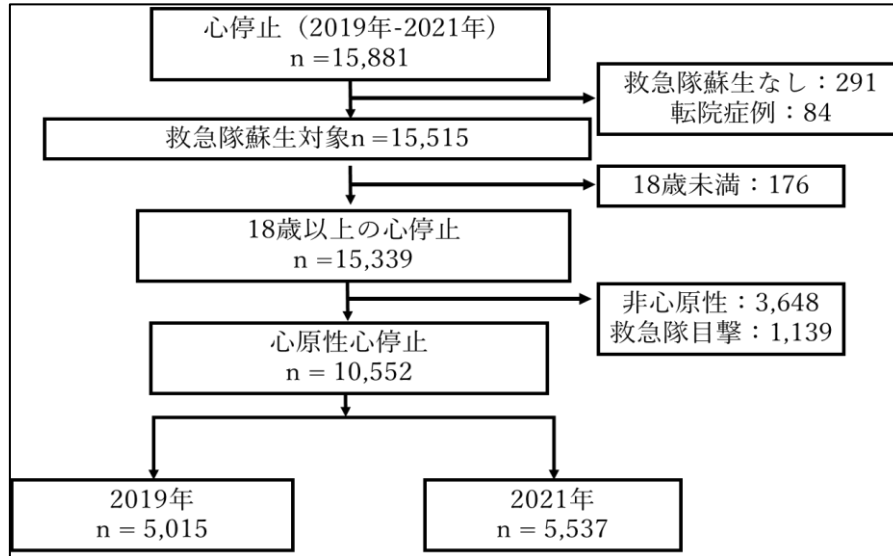 心停止（2019年-2021年）
n =15,881
救急隊蘇生なし：291
転院症例：84
救急隊蘇生対象n =15,515
18歳未満：176
18歳以上の心停止
n =15,339
非心原性：3,648
救急隊目撃：1,139
心原性心停止
n = 10,552
2019年
n = 5,015
2021年
n = 5,537